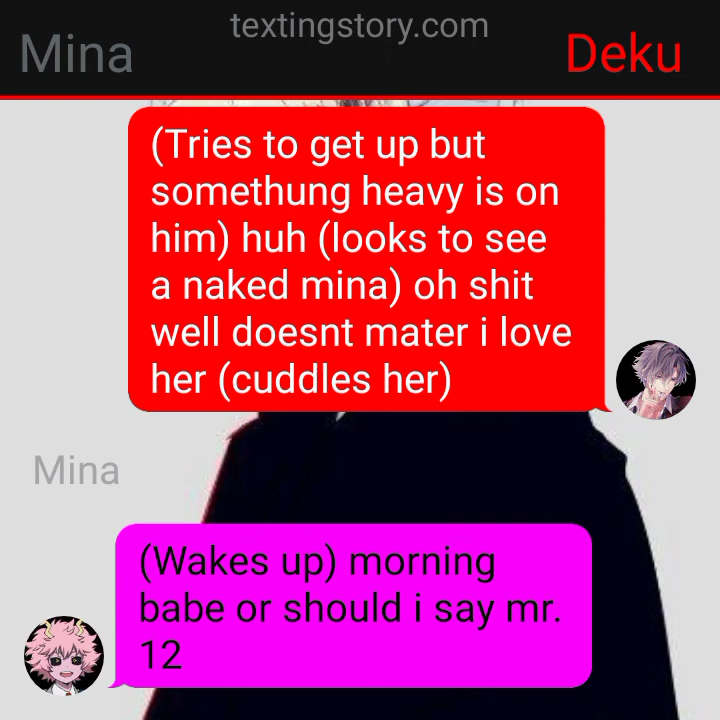 textingstory.com
Mina
Deku
(Tries to get up but
somethung heavy is on
him) huh (looks to see
a naked mina) oh shit
well doesnt mater i love
her (cuddles her)
Mina
(Wakes up) morning
babe or should i say mr.
12